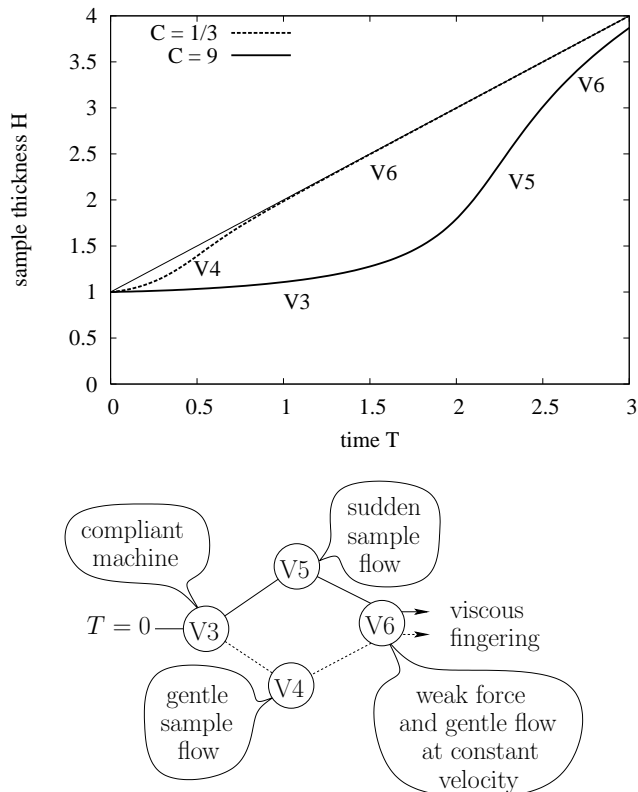 4
3.5
3
2.5
2
1.5
1
0.5
0
sample thickness H
C = 1/3
C = 9
V6
V6
V5
V4
V3
0 0.5 1 1.5 2 2.5 3
time T
compliant
machine
sudden
sample
flow
V5
T = 0
V3
V6
viscous
fingering
V4
gentle
sample
flow
weak force
and gentle flow
at constant
velocity